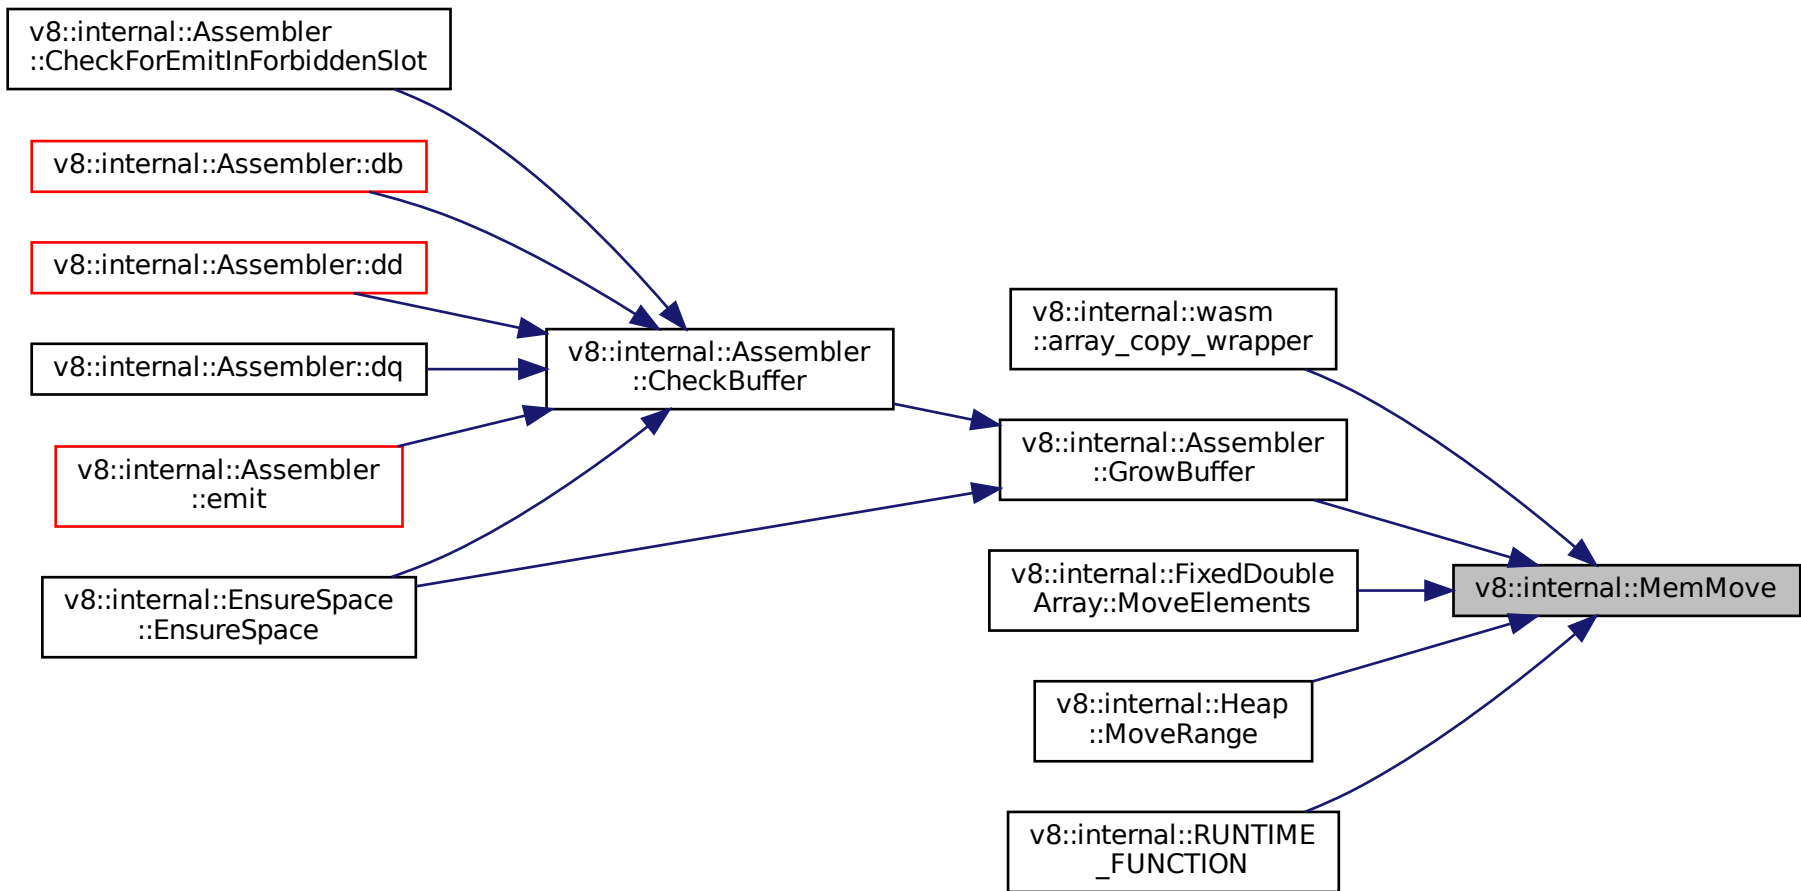 v8::internal::Assembler
::CheckForEmitInForbiddenSlot
v8::internal::Assembler::db
v8::internal::Assembler::dd
v8::internal::Assembler::dq
v8::internal::Assembler
::emit
v8::internal::EnsureSpace
::EnsureSpace
v8::internal::Assembler
::CheckBuffer
v8::internal::wasm
::array_copy_wrapper
v8::internal::Assembler
::GrowBuffer
v8::internal::FixedDouble
Array::MoveElements
v8::internal::Heap
::MoveRange
v8::internal::RUNTIME
_FUNCTION
v8::internal::MemMove